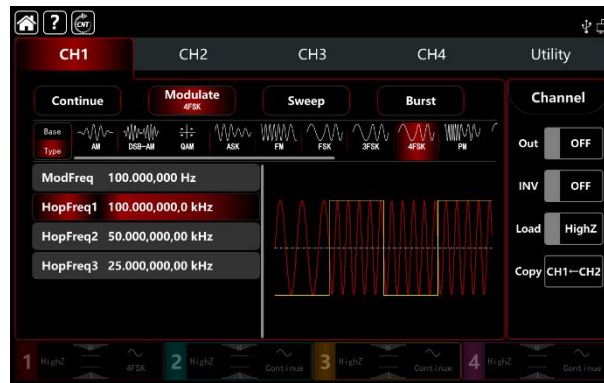 ? CNT
CH1 CH2 CH3 CH4 Utility
Continue Modulate Sweep Burst Channel
4FSK
Base Type AM DSB-AM QAM ASK FM FSK 3FSK 4FSK PM
Out OFF
ModFreq 100.000,000 Hz
INV OFF
HopFreq1 100.000,000,0 kHz
Load HighZ
HopFreq2 50.000,000,00 kHz
HopFreq3 25.000,000,00 kHz
Copy CH1←CH2
1 HighZ 4FSK 2 HighZ Continue 3 HighZ Continue 4 HighZ Continue